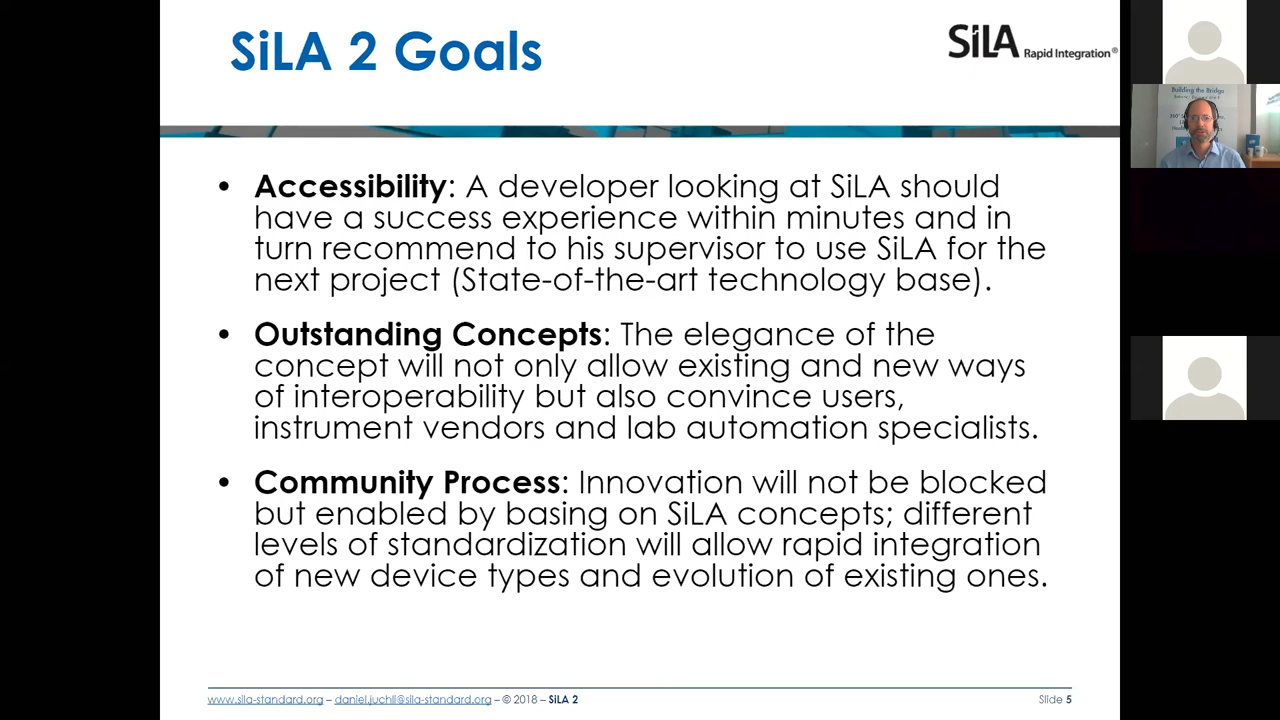 SiLA 2 Goals
SiLA Rapid Integration®
Building the Bridge
• Accessibility: A developer looking at SiLA should
have a success experience within minutes and in
turn recommend to his supervisor to use SiLA for the
next project (State-of-the-art technology base).
• Outstanding Concepts: The elegance of the
concept will not only allow existing and new ways
of interoperability but also convince users,
instrument vendors and lab automation specialists.
• Community Process: Innovation will not be blocked
but enabled by basing on SiLA concepts; different
levels of standardization will allow rapid integration
of new device types and evolution of existing ones.
www.sila-standard.org – daniel.juchli@sila-standard.org – © 2018 – SiLA 2
Slide 5